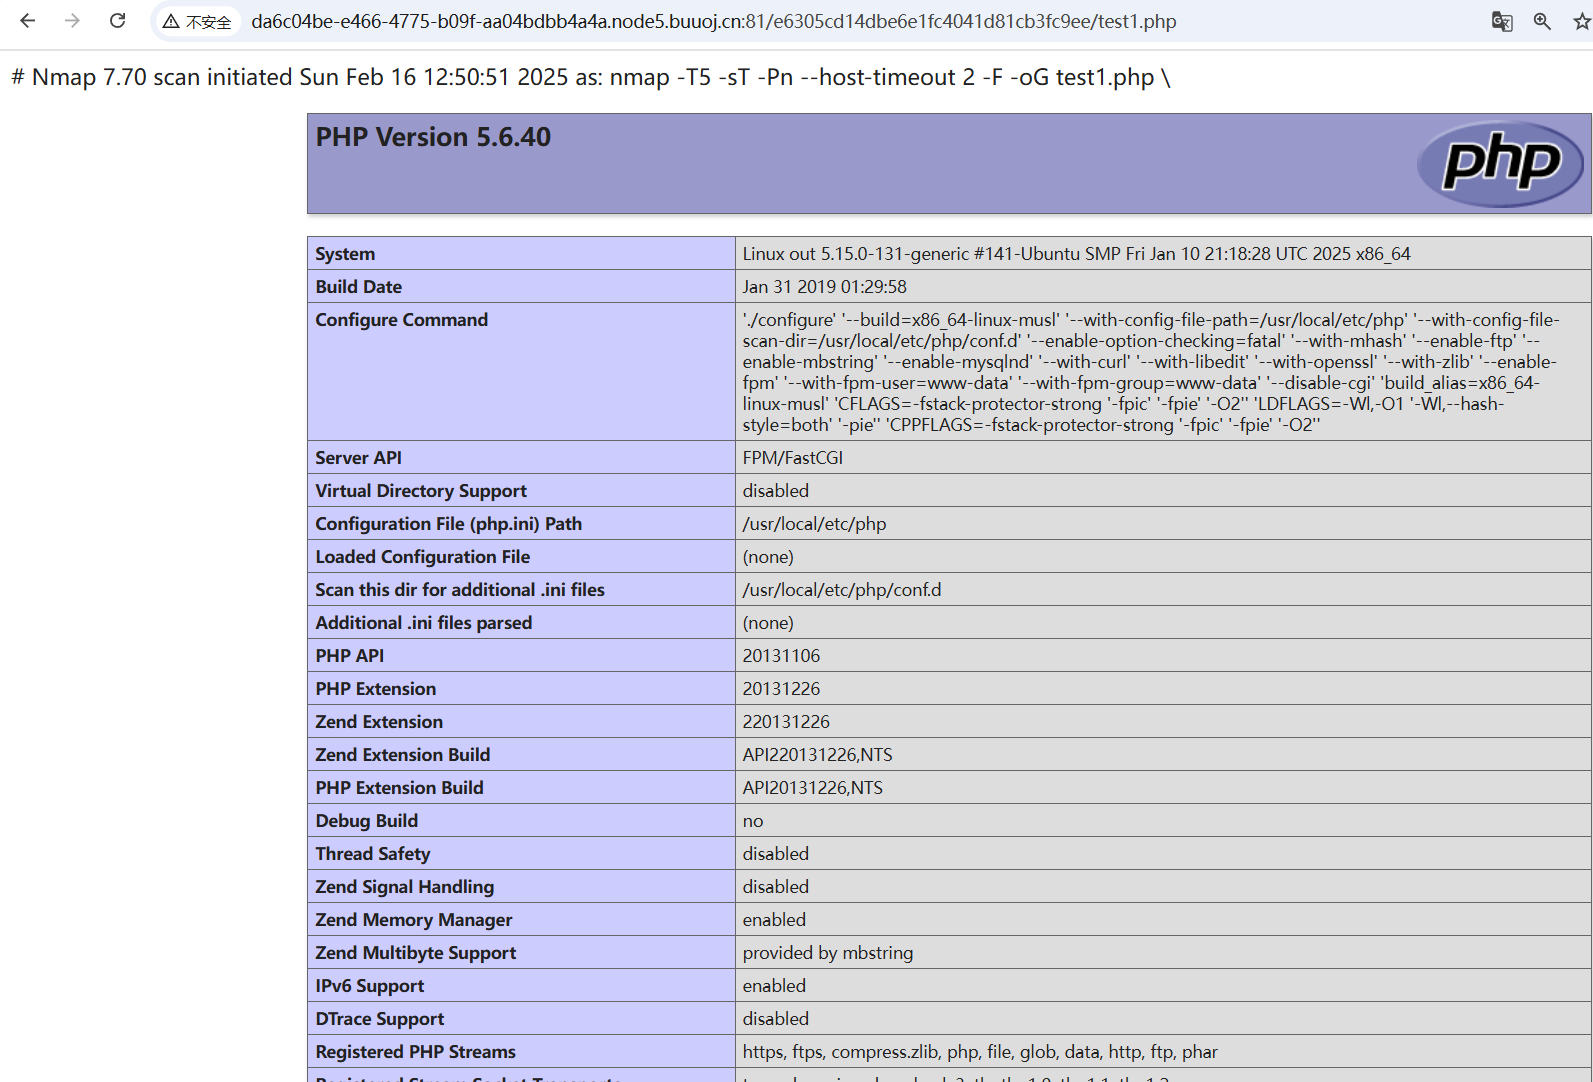 不安全 da6c04be-e466-4775-b09f-aa04bdbb4a4a.node5.buuoj.cn:81/e6305cd14dbe6e1fc4041d81cb3fc9ee/test1.php
# Nmap 7.70 scan initiated Sun Feb 16 12:50:51 2025 as: nmap -T5 -sT -Pn --host-timeout 2 -F -oG test1.php \
PHP Version 5.6.40
php
System Linux out 5.15.0-131-generic #141-Ubuntu SMP Fri Jan 10 21:18:28 UTC 2025 x86_64
Build Date Jan 31 2019 01:29:58
Configure Command './configure' '--build=x86_64-linux-musl' '--with-config-file-path=/usr/local/etc/php' '--with-config-file-
scan-dir=/usr/local/etc/php/conf.d' '--enable-option-checking=fatal' '--with-mhash' '--enable-ftp' '--
enable-mbstring' '--enable-mysqlnd' '--with-curl' '--with-libedit' '--with-openssl' '--with-zlib' '--enable-
fpm' '--with-fpm-user=www-data' '--with-fpm-group=www-data' '--disable-cgi' 'build_alias=x86_64-
linux-musl' 'CFLAGS=-fstack-protector-strong '-fpic' '-fpie' '-O2'' 'LDFLAGS=-Wl,-O1 '-Wl,--hash-
style=both' '-pie'' 'CPPFLAGS=-fstack-protector-strong '-fpic' '-fpie' '-O2''
Server API FPM/FastCGI
Virtual Directory Support disabled
Configuration File (php.ini) Path /usr/local/etc/php
Loaded Configuration File (none)
Scan this dir for additional .ini files /usr/local/etc/php/conf.d
Additional .ini files parsed (none)
PHP API 20131106
PHP Extension 20131226
Zend Extension 220131226
Zend Extension Build API220131226,NTS
PHP Extension Build API20131226,NTS
Debug Build no
Thread Safety disabled
Zend Signal Handling disabled
Zend Memory Manager enabled
Zend Multibyte Support provided by mbstring
IPv6 Support enabled
DTrace Support disabled
Registered PHP Streams https, ftps, compress.zlib, php, file, glob, data, http, ftp, phar